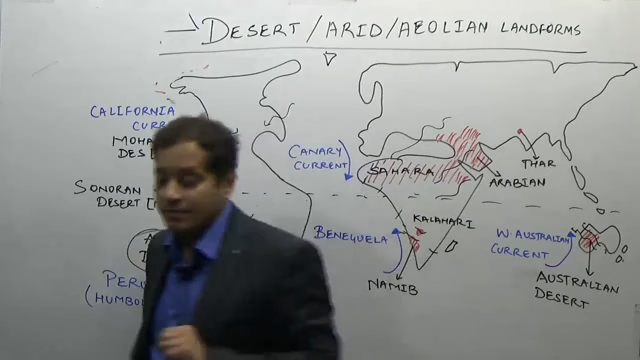 → DESERT/ARID/AEOLIAN LANDFORMS
CALIFORNIA
CURR
MOHA
DES [
SONORAN
DESERT [
PERU
(HUMBO
CANARY
CURRENT
SAHARA
ARABIAN
THAR
KALAHARI
BENEQUELA
NAMIB
W. AUSTRALIAN
CURRENT
AUSTRALIAN
DESERT